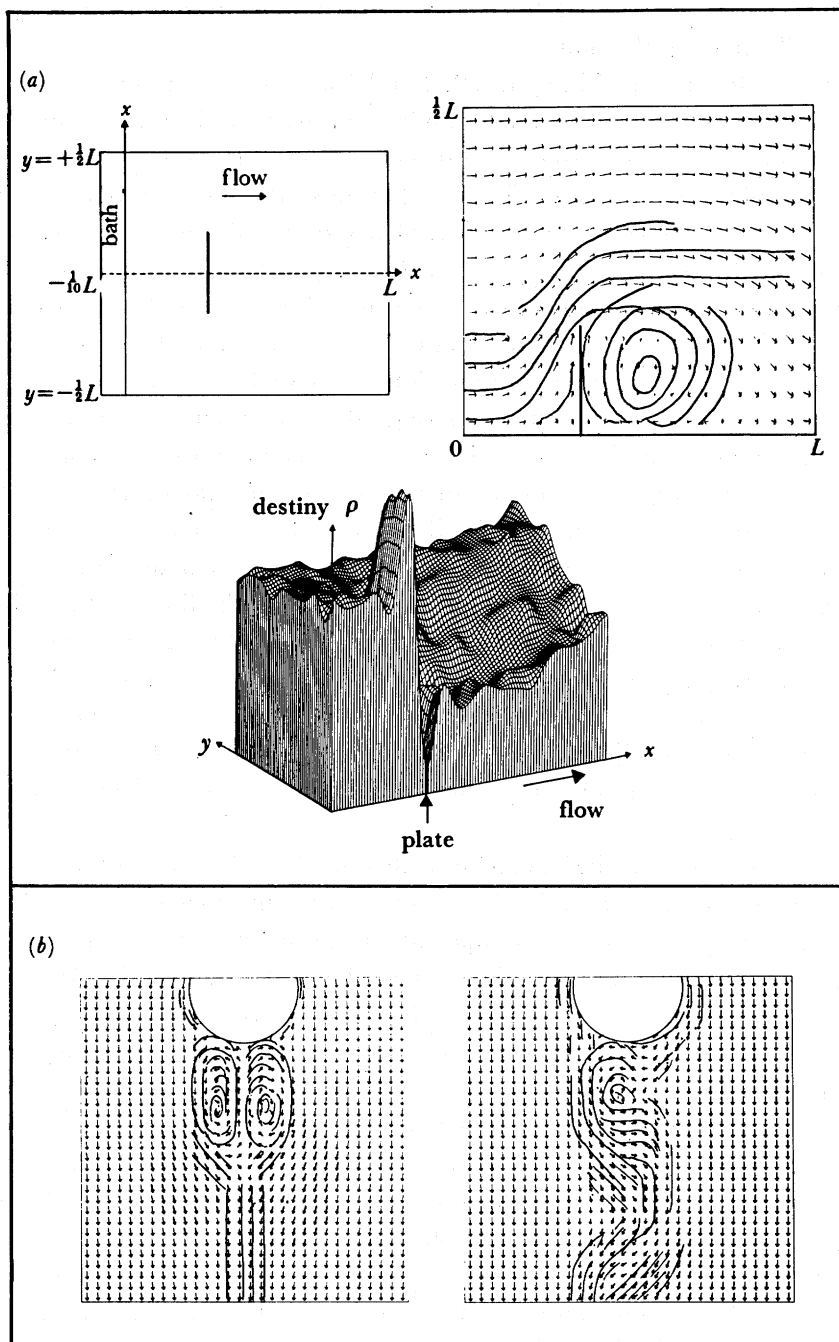 (a)
x
½L
y=+½L
flow
bath
-1/10L
x
L
y=-½L
0
L
destiny ρ
y
x
flow
plate
(b)